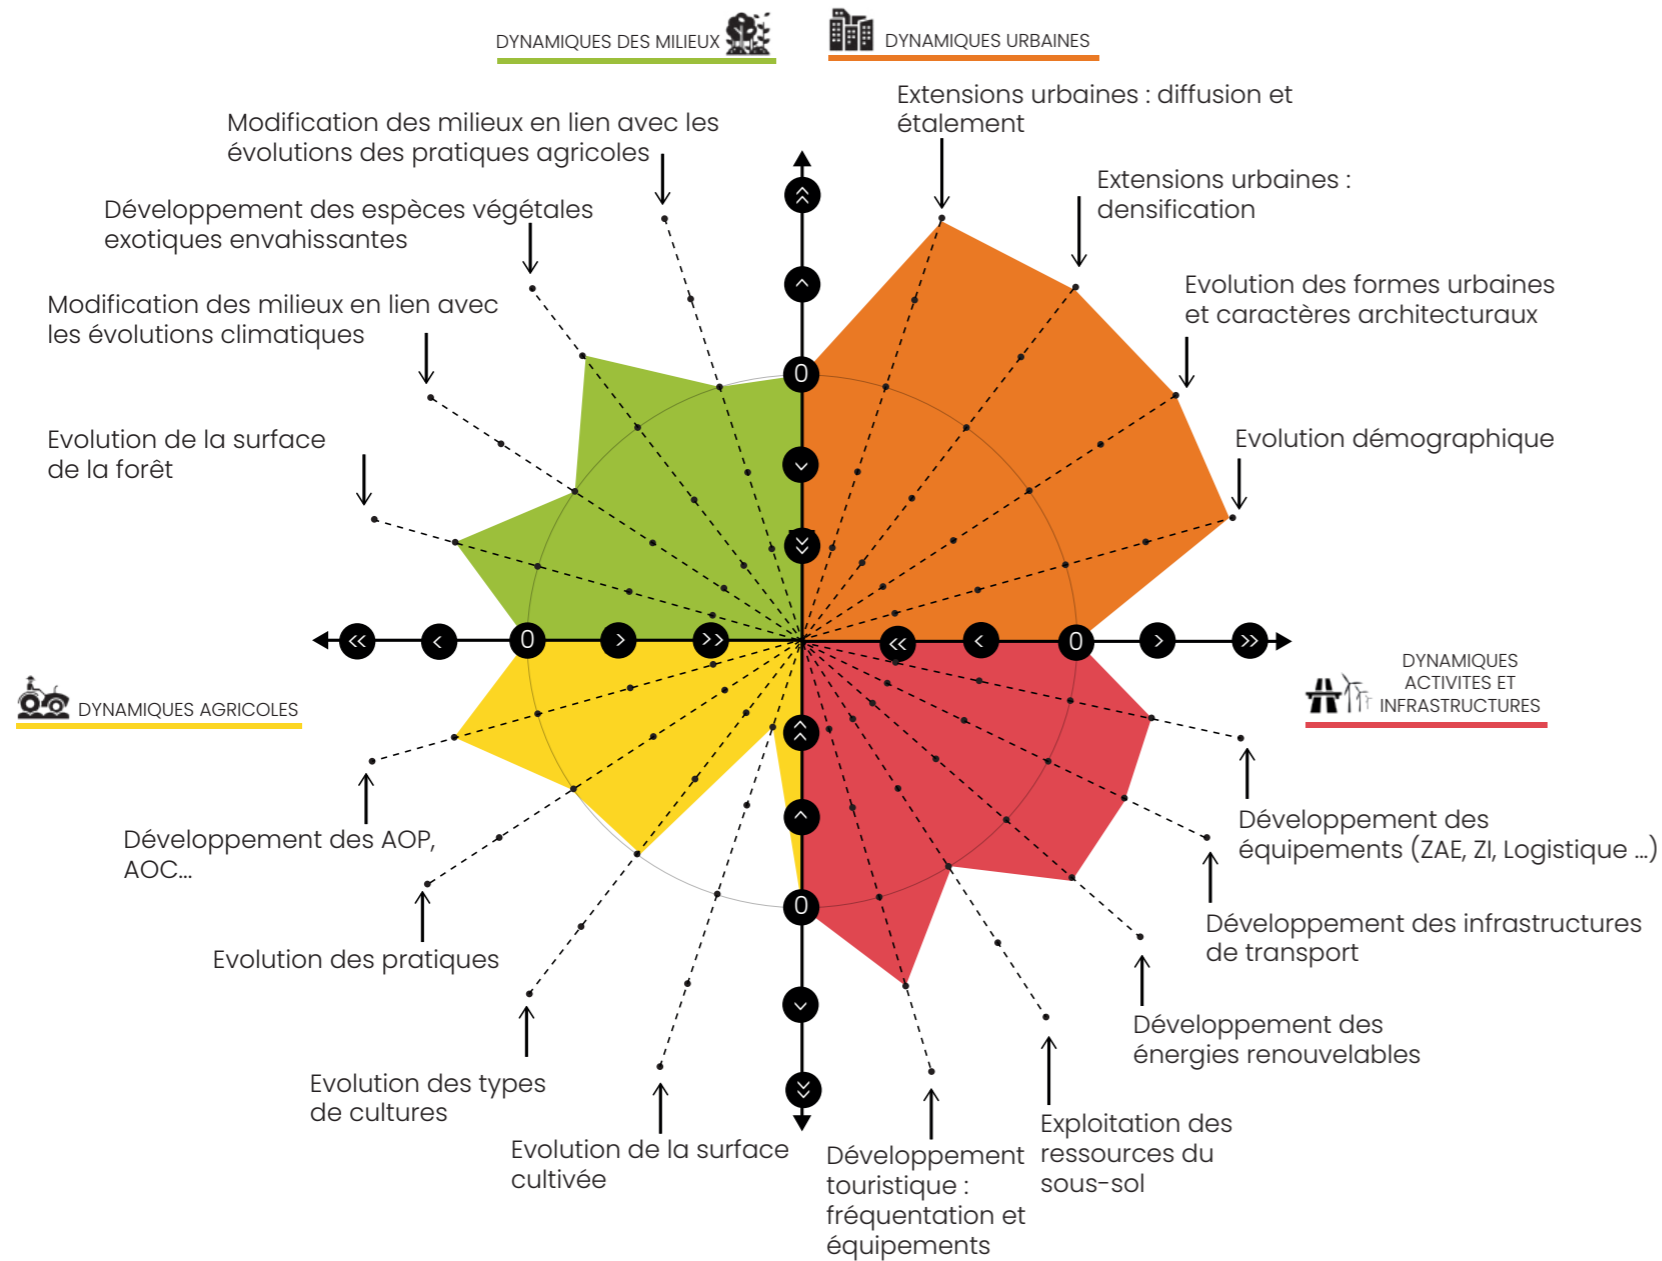 DYNAMIQUES DES MILIEUX
DYNAMIQUES URBAINES
Extensions urbaines : diffusion et
étalement
Modification des milieux en lien avec les
évolutions des pratiques agricoles
Extensions urbaines :
densification
Développement des espèces végétales
exotiques envahissantes
Evolution des formes urbaines
et caractères architecturaux
Modification des milieux en lien avec
les évolutions climatiques
Evolution démographique
Evolution de la surface
de la forêt
0
<<
<
0
>
>>
<<
<
0
>
>>
0
DYNAMIQUES
ACTIVITES ET
INFRASTRUCTURES
DYNAMIQUES AGRICOLES
Développement des AOP,
AOC...
Développement des
équipements (ZAE, ZI, Logistique ...)
Evolution des pratiques
Développement des infrastructures
de transport
Evolution des types
de cultures
Développement des
énergies renouvelables
Evolution de la surface
cultivée
Exploitation des
ressources du
sous-sol
Développement
touristique :
fréquentation et
équipements